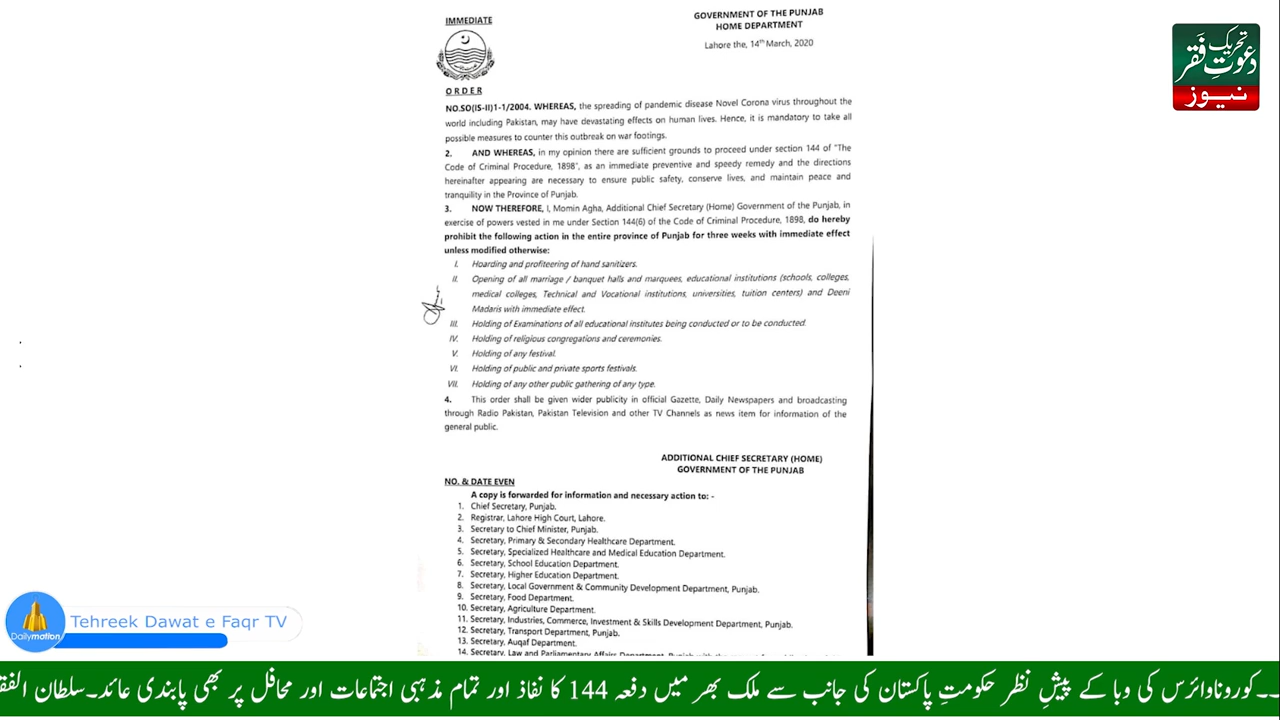 IMMEDIATE
GOVERNMENT OF THE PUNJAB
HOME DEPARTMENT
Lahore the, 14th March, 2020
تحریک
دعوتِ فَقر
نیوز
ORDER
NO.SO(IS-II)1-1/2004. WHEREAS, the spreading of pandemic disease Novel Corona virus throughout the
world including Pakistan, may have devastating effects on human lives. Hence, it is mandatory to take all
possible measures to counter this outbreak on war footings.
2. AND WHEREAS, in my opinion there are sufficient grounds to proceed under section 144 of "The
Code of Criminal Procedure, 1898", as an immediate preventive and speedy remedy and the directions
hereinafter appearing are necessary to ensure public safety, conserve lives, and maintain peace and
tranquility in the Province of Punjab.
3. NOW THEREFORE, I, Momin Agha, Additional Chief Secretary (Home) Government of the Punjab, in
exercise of powers vested in me under Section 144(6) of the Code of Criminal Procedure, 1898, do hereby
prohibit the following action in the entire province of Punjab for three weeks with immediate effect
unless modified otherwise:
I. Hoarding and profiteering of hand sanitizers.
II. Opening of all marriage / banquet halls and marquees, educational institutions (schools, colleges,
medical colleges, Technical and Vocational institutions, universities, tuition centers) and Deeni
Madaris with immediate effect.
III. Holding of Examinations of all educational institutes being conducted or to be conducted.
IV. Holding of religious congregations and ceremonies.
V. Holding of any festival.
VI. Holding of public and private sports festivals.
VII. Holding of any other public gathering of any type.
4. This order shall be given wider publicity in official Gazette, Daily Newspapers and broadcasting
through Radio Pakistan, Pakistan Television and other TV Channels as news item for information of the
general public.
ADDITIONAL CHIEF SECRETARY (HOME)
GOVERNMENT OF THE PUNJAB
NO. & DATE EVEN
A copy is forwarded for information and necessary action to: -
1. Chief Secretary, Punjab.
2. Registrar, Lahore High Court, Lahore.
3. Secretary to Chief Minister, Punjab.
4. Secretary, Primary & Secondary Healthcare Department.
5. Secretary, Specialized Healthcare and Medical Education Department.
6. Secretary, School Education Department.
7. Secretary, Higher Education Department.
8. Secretary, Local Government & Community Development Department, Punjab.
9. Secretary, Food Department.
10. Secretary, Agriculture Department.
11. Secretary, Industries, Commerce, Investment & Skills Development Department, Punjab.
12. Secretary, Transport Department, Punjab.
13. Secretary, Auqaf Department.
14. Secretary, Law and Parliamentary Affairs Department, Punjab
Tehreek Dawat e Faqr TV
Dailymotion
۔۔کوروناوائرس کی وبا کے پیشِ نظر حکومتِ پاکستان کی جانب سے ملک بھر میں دفعہ 144 کا نفاذ اور تمام مذہبی اجتماعات اور محافل پر بھی پابندی عائد۔سلطان الفق